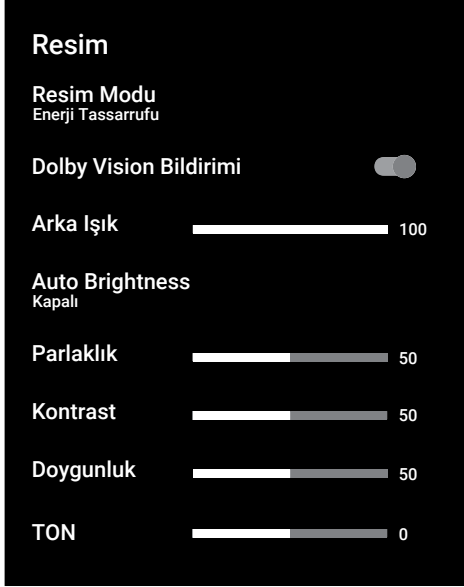 Resim
Resim Modu
Enerji Tassarrufu
Dolby Vision Bildirimi
Arka Işık 100
Auto Brightness
Kapalı
Parlaklık 50
Kontrast 50
Doygunluk 50
TON 0